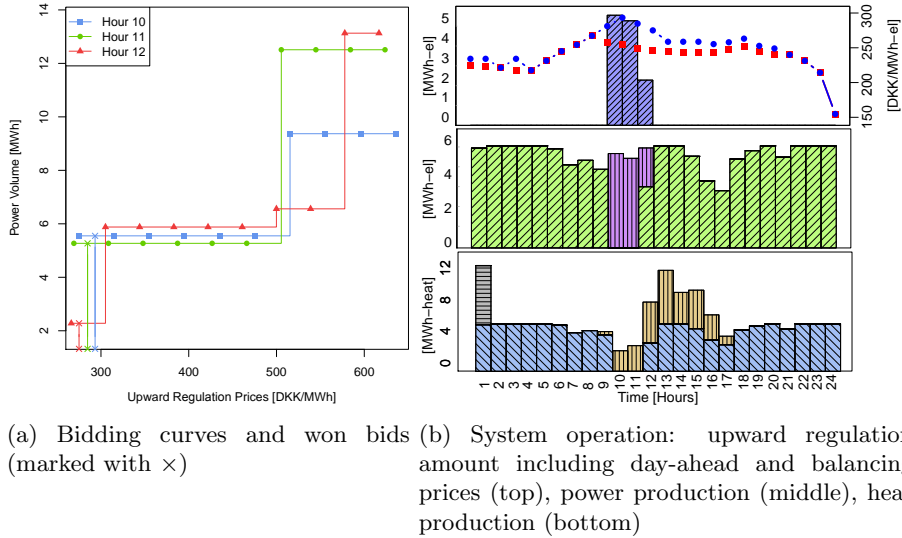 14
12
10
8
6
4
2
Power Volume [MWh]
Hour 10
Hour 11
Hour 12
300
400
500
600
Upward Regulation Prices [DKK/MWh]
5
4
3
2
1
0
[MWh−el]
300
250
200
150
[DKK/MWh]
6
4
2
0
[MWh−el]
12
8
4
0
[MWh−heat]
1 2 3 4 5 6 7 8 9 10 11 12 13 14 15 16 17 18 19 20 21 22 23 24
Time [Hours]
(a) Bidding curves and won bids
(marked with ×)
(b) System operation: upward regulation
amount including day-ahead and balancing
prices (top), power production (middle), hea
production (bottom)